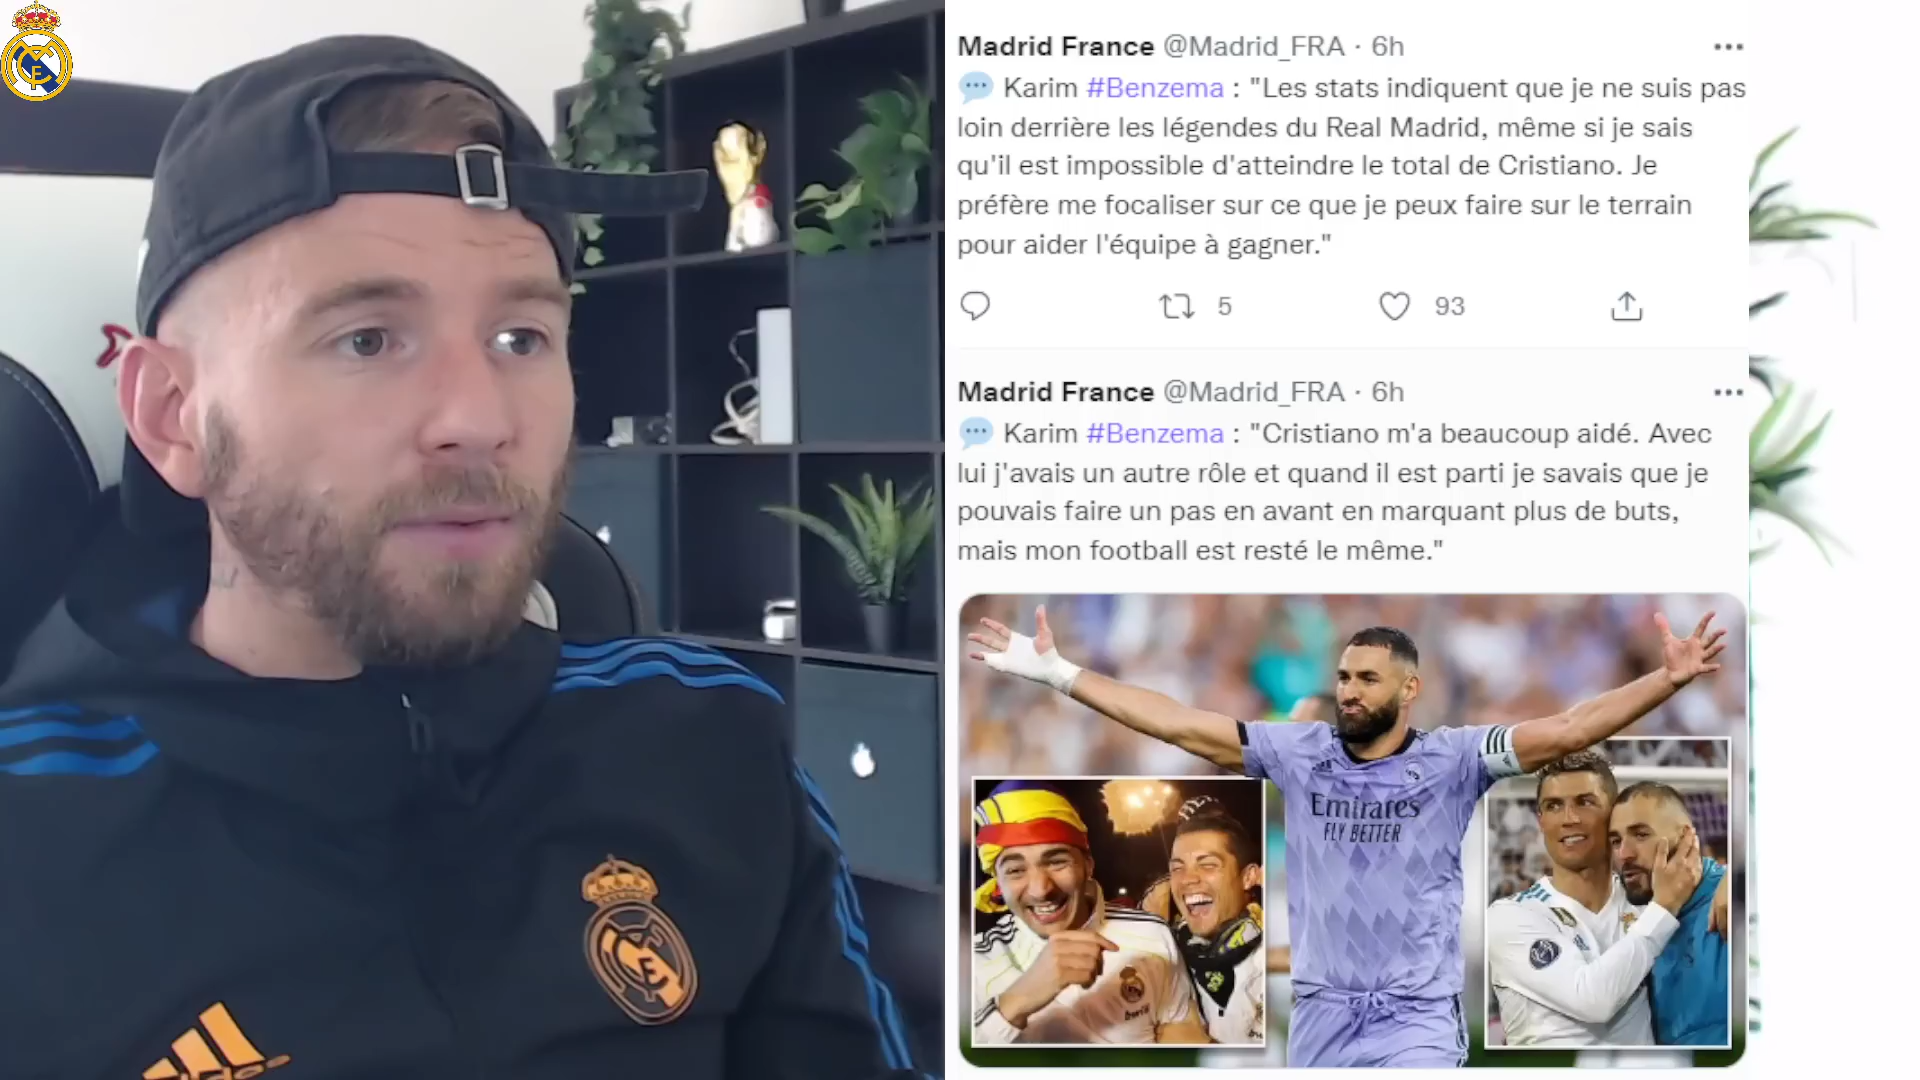 Madrid France @Madrid_FRA · 6h
Karim #Benzema : "Les stats indiquent que je ne suis pas
loin derrière les légendes du Real Madrid, même si je sais
qu'il est impossible d'atteindre le total de Cristiano. Je
préfère me focaliser sur ce que je peux faire sur le terrain
pour aider l'équipe à gagner."
5 93
Madrid France @Madrid_FRA · 6h
Karim #Benzema : "Cristiano m'a beaucoup aidé. Avec
lui j'avais un autre rôle et quand il est parti je savais que je
pouvais faire un pas en avant en marquant plus de buts,
mais mon football est resté le même."
Emirates
FLY BETTER